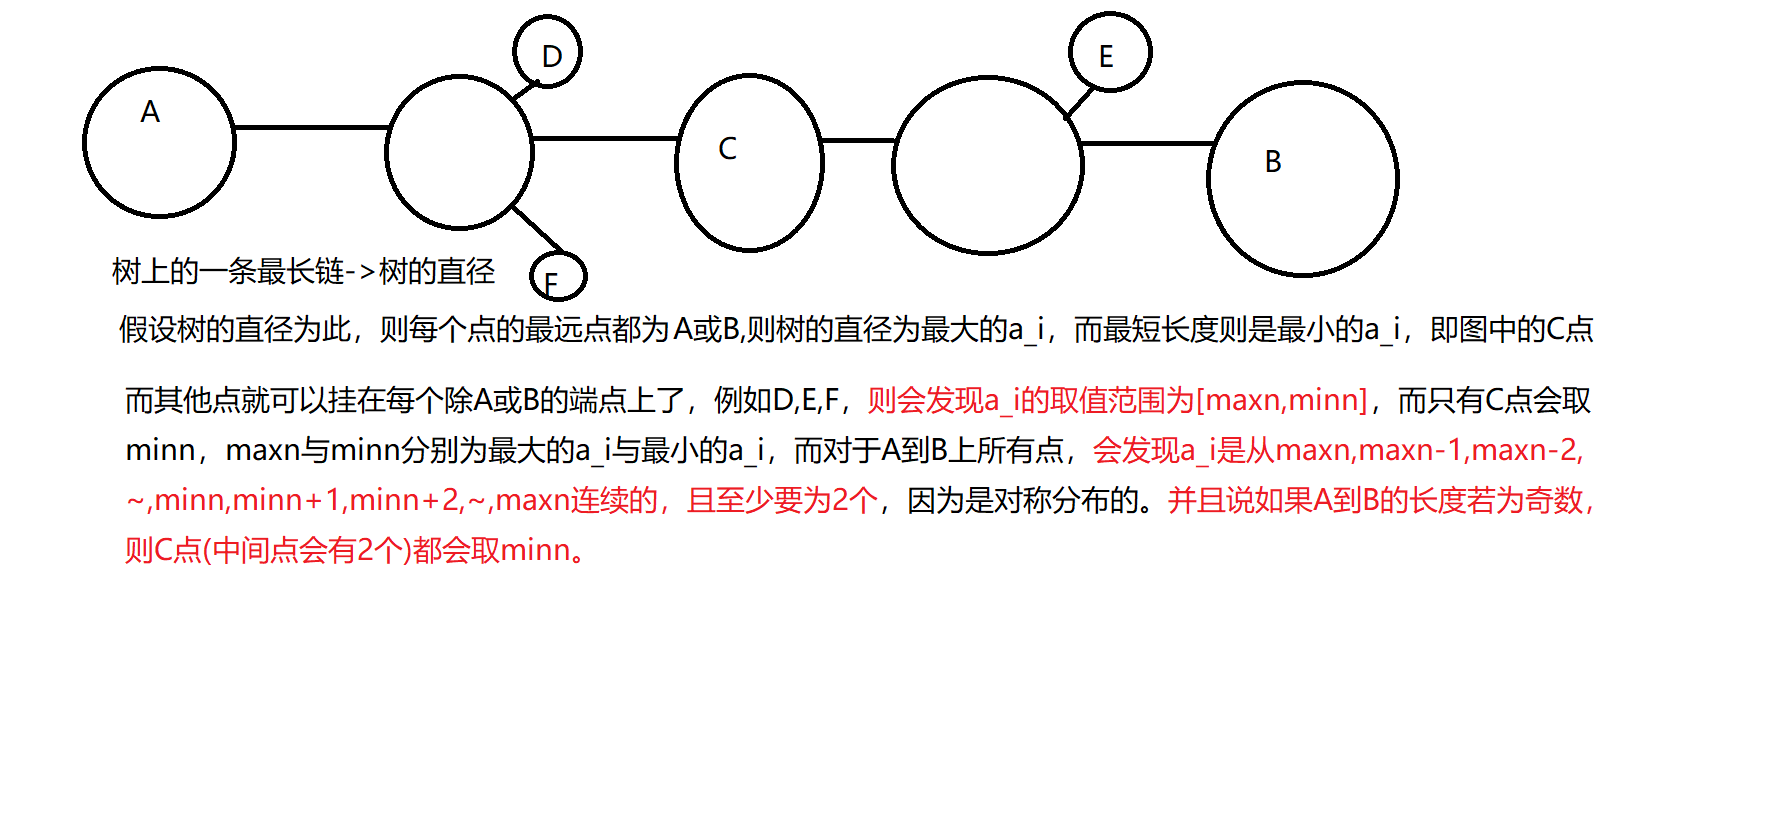 D
E
A
C
B
F
树上的一条最长链->树的直径
假设树的直径为此，则每个点的最远点都为A或B,则树的直径为最大的a_i，而最短长度则是最小的a_i，即图中的C点
而其他点就可以挂在每个除A或B的端点上了，例如D,E,F，则会发现a_i的取值范围为[maxn,minn]，而只有C点会取
minn，maxn与minn分别为最大的a_i与最小的a_i，而对于A到B上所有点，会发现a_i是从maxn,maxn-1,maxn-2,
~,minn,minn+1,minn+2,~,maxn连续的，且至少要为2个，因为是对称分布的。并且说如果A到B的长度若为奇数，
则C点(中间点会有2个)都会取minn。